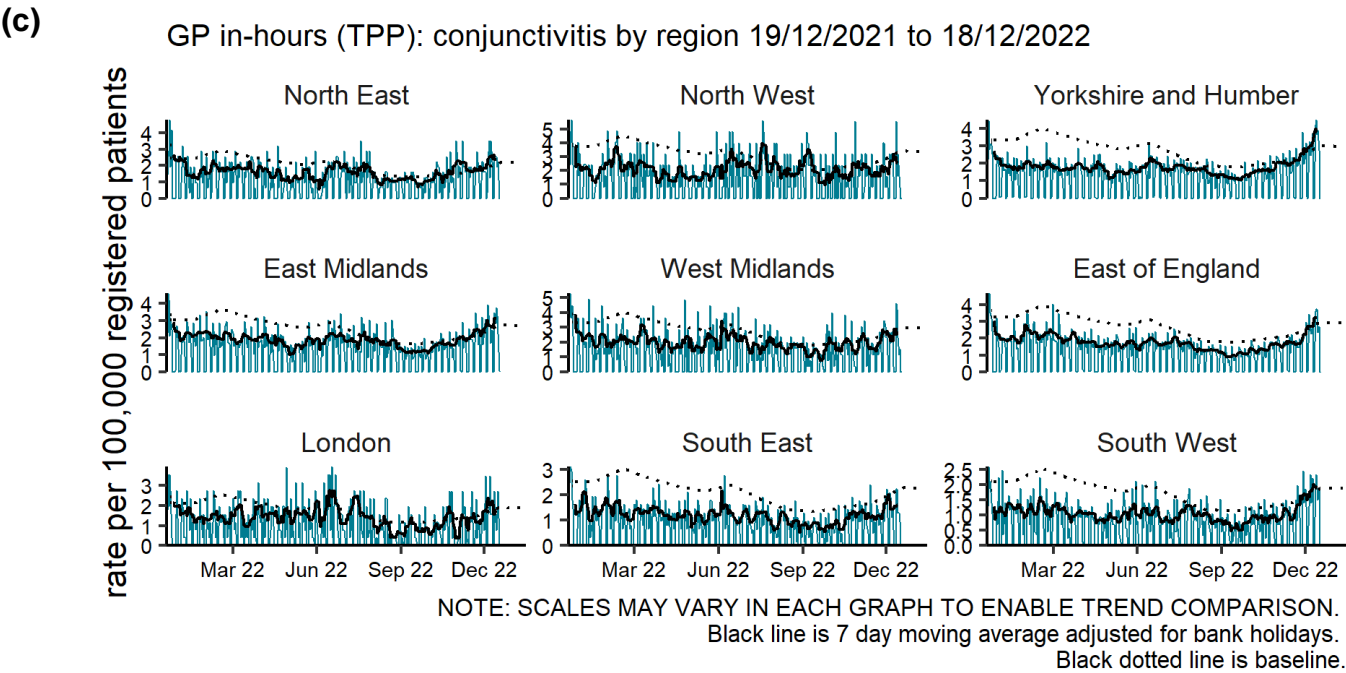 (c)
GP in-hours (TPP): conjunctivitis by region 19/12/2021 to 18/12/2022
rate per 100,000 registered patients
North East
4
3
2
1
0
North West
5
4
3
2
1
0
Yorkshire and Humber
4
3
2
1
0
East Midlands
4
3
2
1
0
West Midlands
5
4
3
2
1
0
East of England
4
3
2
1
0
London
3
2
1
0
South East
3
2
1
0
South West
2.5
2.0
1.5
1.0
0.5
0.0
Mar 22 Jun 22 Sep 22 Dec 22
Mar 22 Jun 22 Sep 22 Dec 22
Mar 22 Jun 22 Sep 22 Dec 22
NOTE: SCALES MAY VARY IN EACH GRAPH TO ENABLE TREND COMPARISON.
Black line is 7 day moving average adjusted for bank holidays.
Black dotted line is baseline.